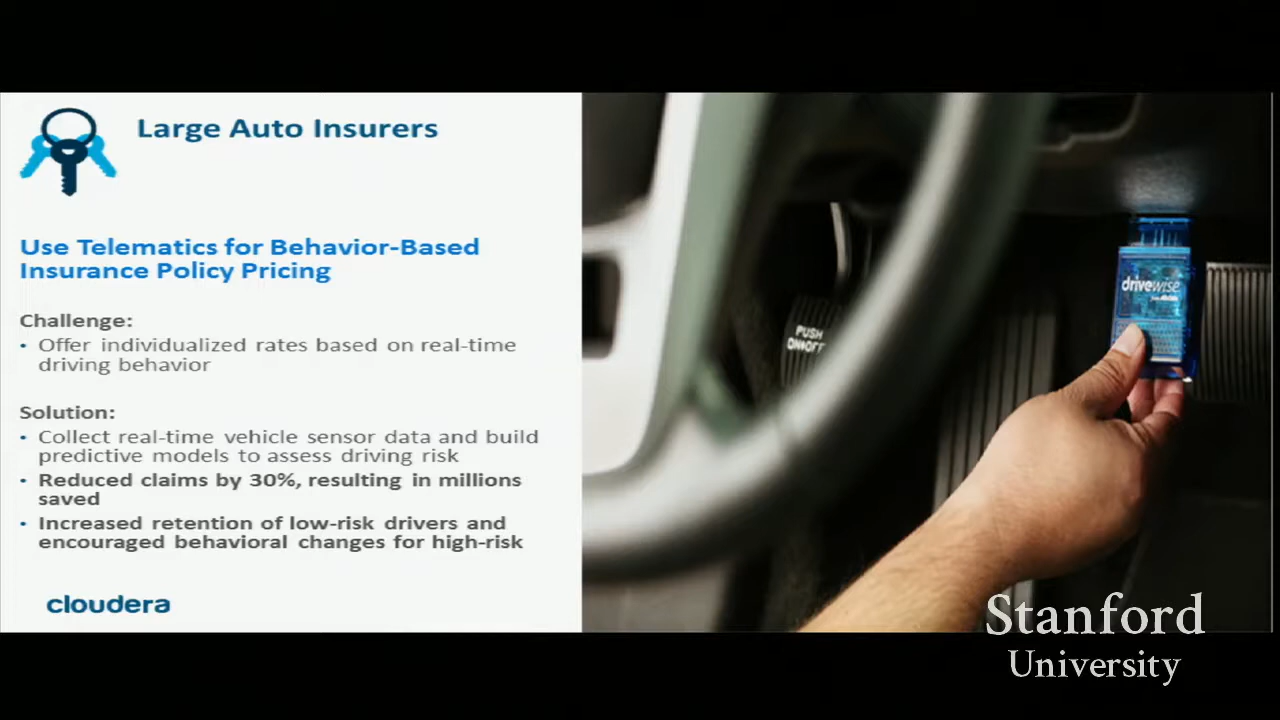 Large Auto Insurers
Use Telematics for Behavior-Based
Insurance Policy Pricing
Challenge:
• Offer individualized rates based on real-time
driving behavior
Solution:
• Collect real-time vehicle sensor data and build
predictive models to assess driving risk
• Reduced claims by 30%, resulting in millions
saved
• Increased retention of low-risk drivers and
encouraged behavioral changes for high-risk
cloudera
PUSH
ON•OFF
drivewise
Stanford
University